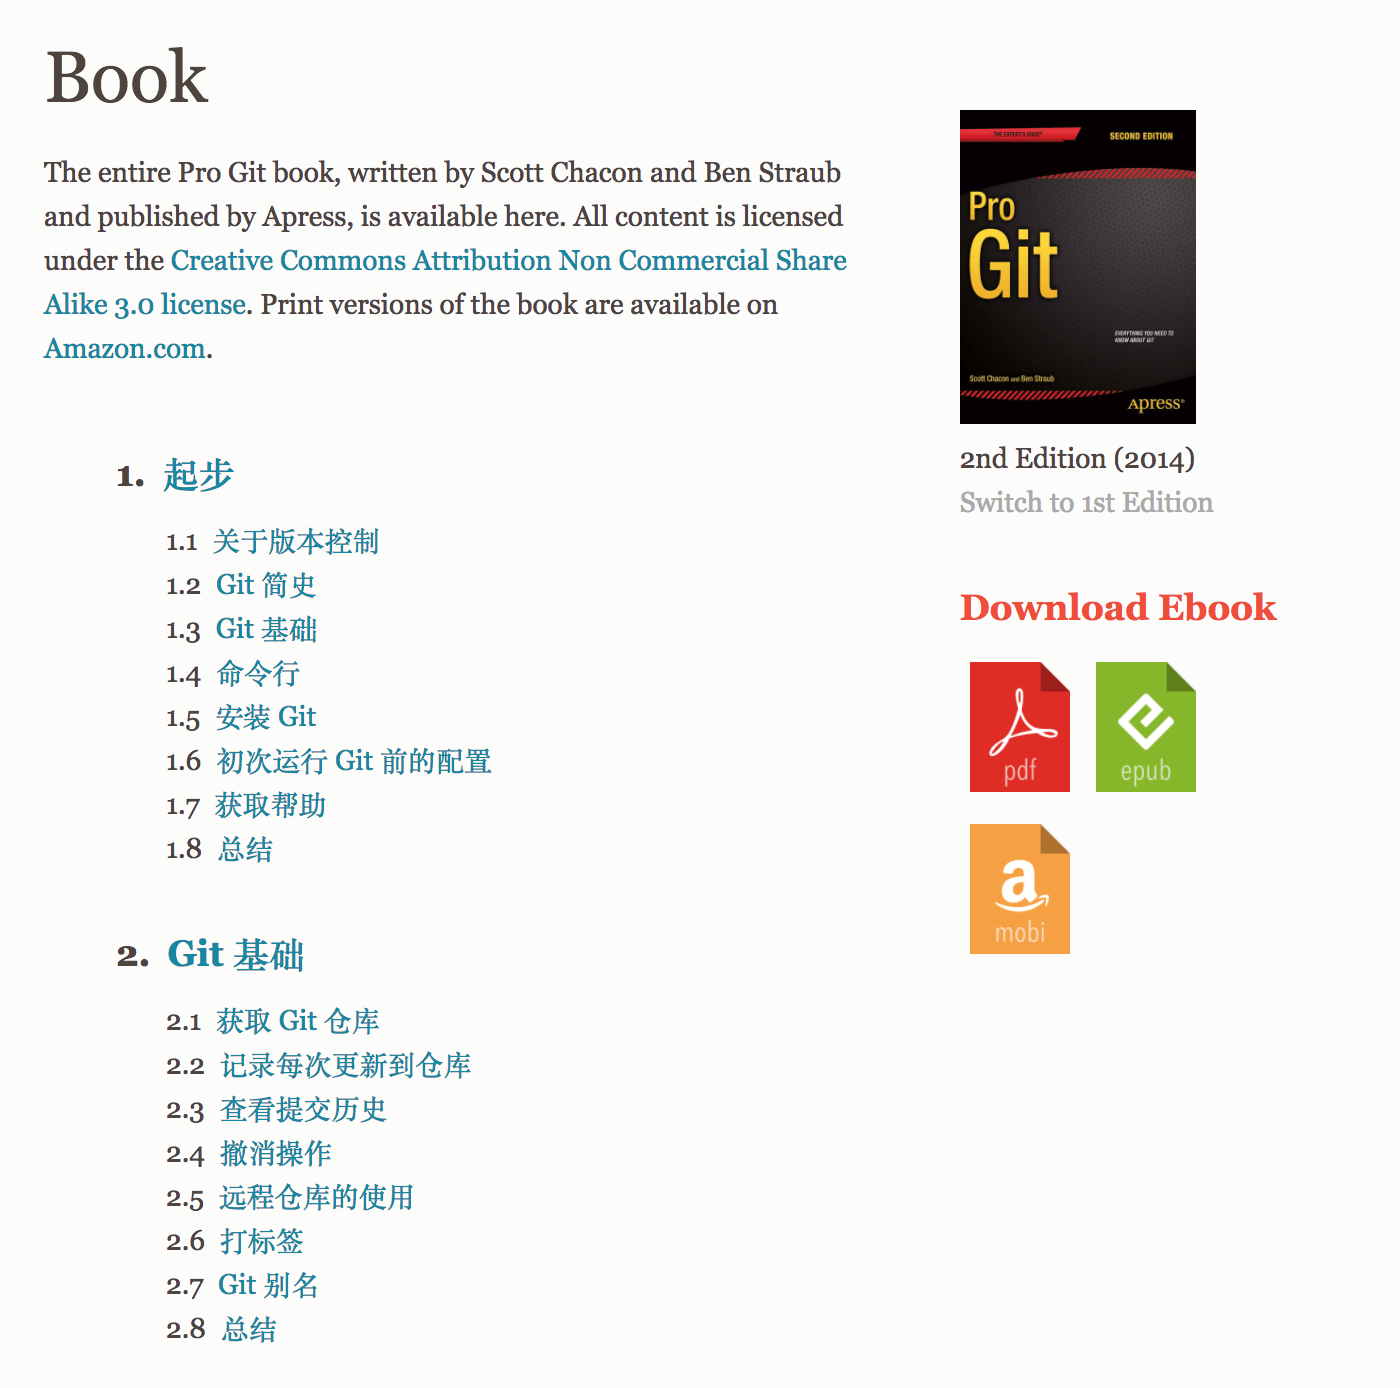 Book
The entire Pro Git book, written by Scott Chacon and Ben Straub
and published by Apress, is available here. All content is licensed
under the Creative Commons Attribution Non Commercial Share
Alike 3.0 license. Print versions of the book are available on
Amazon.com.
1. 起步
1.1 关于版本控制
1.2 Git 简史
1.3 Git 基础
1.4 命令行
1.5 安装 Git
1.6 初次运行 Git 前的配置
1.7 获取帮助
1.8 总结
2. Git 基础
2.1 获取 Git 仓库
2.2 记录每次更新到仓库
2.3 查看提交历史
2.4 撤消操作
2.5 远程仓库的使用
2.6 打标签
2.7 Git 别名
2.8 总结
THE EXPERT'S VOICE®
SECOND EDITION
Pro
Git
EVERYTHING YOU NEED TO
KNOW ABOUT GIT
Scott Chacon and Ben Straub
Apress®
2nd Edition (2014)
Switch to 1st Edition
Download Ebook
pdf
epub
a
mobi